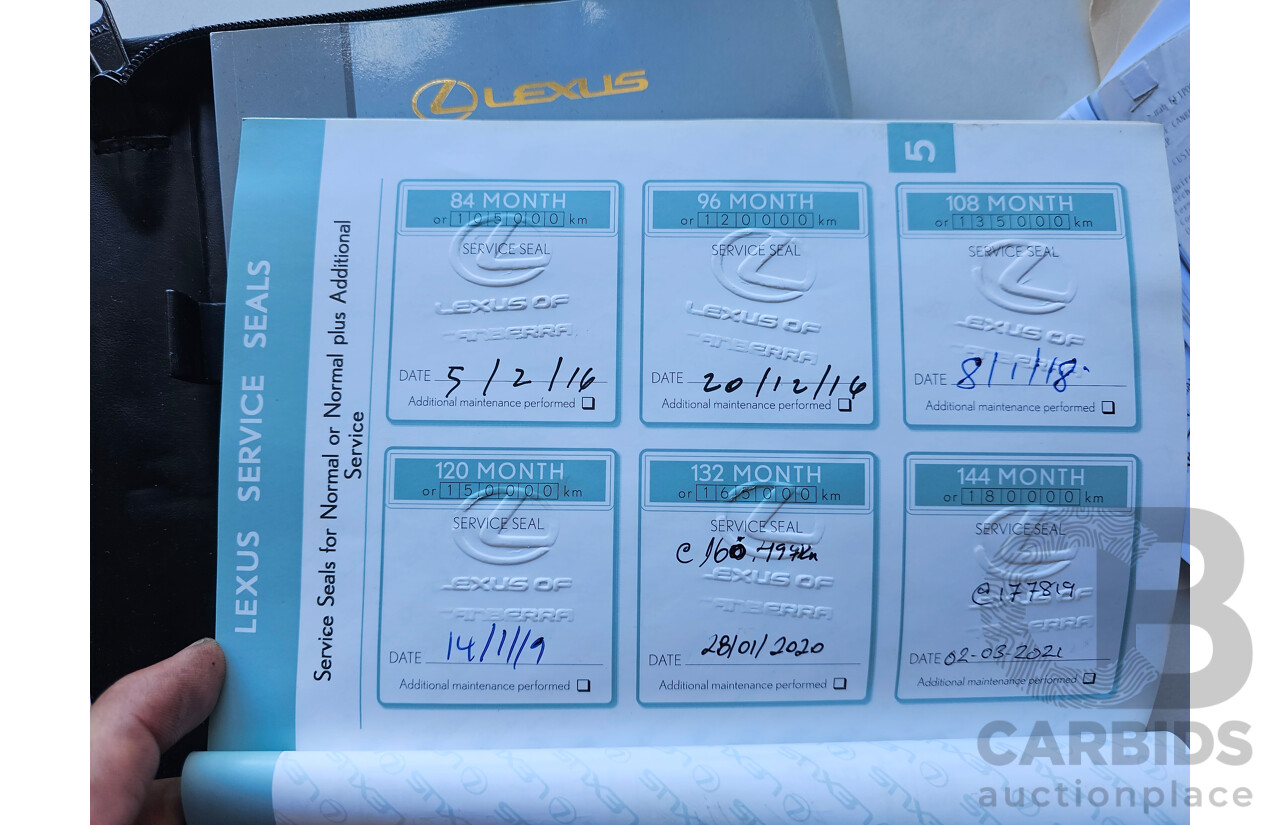 LEXUS
5
LEXUS SERVICE SEALS
Service Seals for Normal or Normal plus Additional
Service
84 MONTH
or 105000 km
SERVICE SEAL
LEXUS OF
DATE 5/2/16
Additional maintenance performed
96 MONTH
or 120000 km
SERVICE SEAL
LEXUS OF
DATE 20/12/16
Additional maintenance performed
108 MONTH
or 135000 km
SERVICE SEAL
LEXUS OF
DATE 8/1/18
Additional maintenance performed
120 MONTH
or 150000 km
SERVICE SEAL
LEXUS OF
DATE 14/1/19
Additional maintenance performed
132 MONTH
or 165000 km
SERVICE SEAL
LEXUS OF
DATE 28/01/2020
Additional maintenance performed
144 MONTH
or 180000 km
SERVICE SEAL
@ 177819
DATE 02-03-2021
Additional maintenance performed
CARBIDS
auctionplace